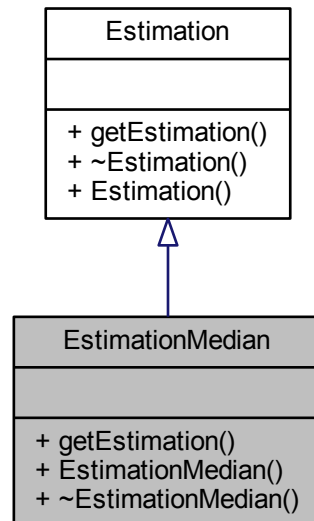 Estimation
+ getEstimation()
+ ~Estimation()
+ Estimation()
EstimationMedian
+ getEstimation()
+ EstimationMedian()
+ ~EstimationMedian()